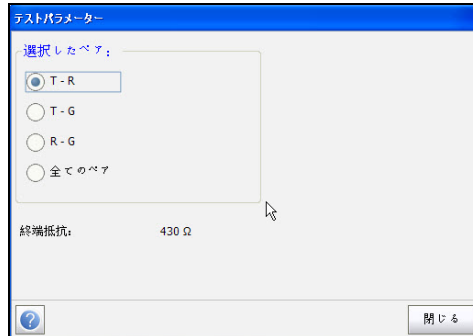 テストパラメーター
選択したペア:
T - R
T - G
R - G
全てのペア
終端抵抗: 430 Ω
?
閉じる